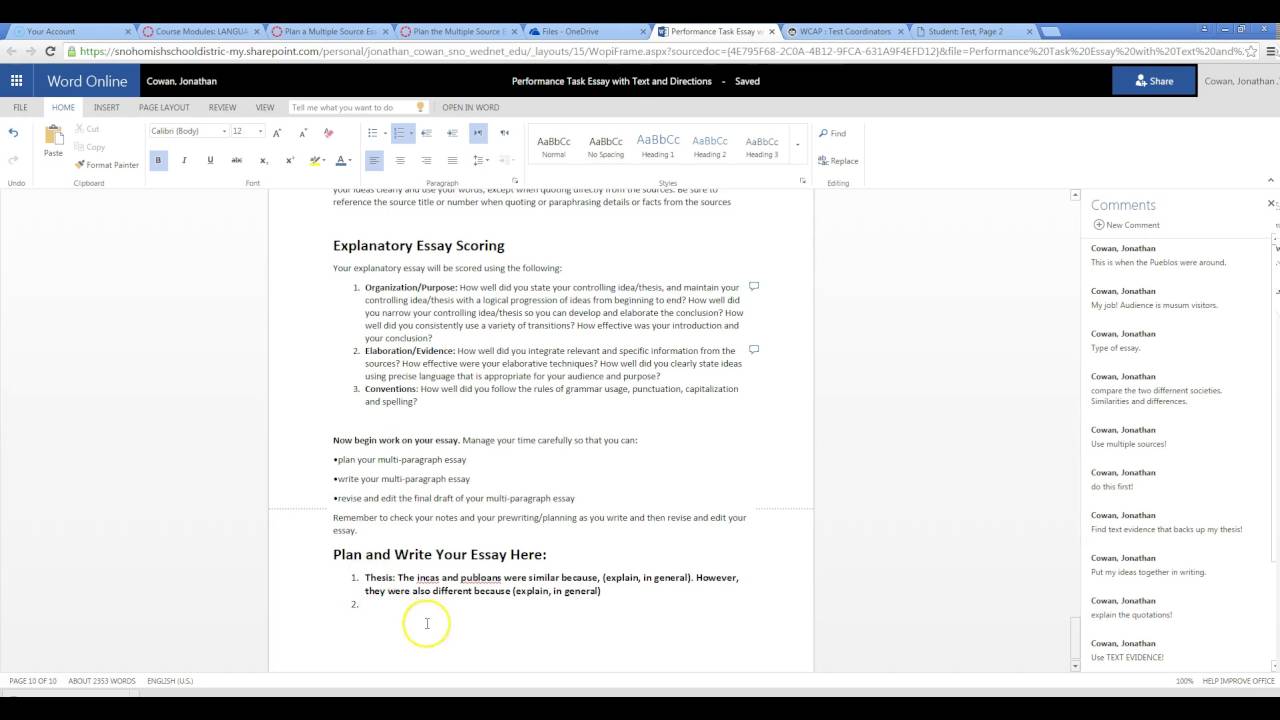 Your Account
Course Modules: LANGUA
Plan a Multiple Source Essa
Plan the Multiple Source E
Files - OneDrive
Performance Task Essay w
WCAP : Test Coordinators
Student: Test, Page 2
https://snohomishschooldistric-my.sharepoint.com/personal/jonathan_cowan_sno_wednet_edu/_layouts/15/WopiFrame.aspx?sourcedoc={4E795F68-2C0A-4B12-9FCA-631A9F4EFD12}&file=Performance%20Task%20Essay%20with%20Text%20and%
Word Online
Cowan, Jonathan
Performance Task Essay with Text and Directions - Saved
Share
Cowan, Jonathan
FILE HOME INSERT PAGE LAYOUT REVIEW VIEW Tell me what you want to do OPEN IN WORD
Cut
Copy
Format Painter
Paste
Calibri (Body) 12
AaBbCc AaBbCc AaBbCc AaBbCc AaBbCc
Normal No Spacing Heading 1 Heading 2 Heading 3
Find
Replace
Undo Clipboard Font Paragraph Styles Editing
your ideas clearly and use your words, except when quoting directly from the sources. Be sure to
reference the source title or number when quoting or paraphrasing details or facts from the sources
Explanatory Essay Scoring
Your explanatory essay will be scored using the following:
1. Organization/Purpose: How well did you state your controlling idea/thesis, and maintain your
controlling idea/thesis with a logical progression of ideas from beginning to end? How well did
you narrow your controlling idea/thesis so you can develop and elaborate the conclusion? How
well did you consistently use a variety of transitions? How effective was your introduction and
your conclusion?
2. Elaboration/Evidence: How well did you integrate relevant and specific information from the
sources? How effective were your elaborative techniques? How well did you clearly state ideas
using precise language that is appropriate for your audience and purpose?
3. Conventions: How well did you follow the rules of grammar usage, punctuation, capitalization
and spelling?
Now begin work on your essay. Manage your time carefully so that you can:
•plan your multi-paragraph essay
•write your multi-paragraph essay
•revise and edit the final draft of your multi-paragraph essay
Remember to check your notes and your prewriting/planning as you write and then revise and edit your
essay.
Plan and Write Your Essay Here:
1. Thesis: The incas and publoans were similar because, (explain, in general). However,
they were also different because (explain, in general)
2.
Comments
New Comment
Cowan, Jonathan
This is when the Pueblos were around.
Cowan, Jonathan
My job! Audience is musum visitors.
Cowan, Jonathan
Type of essay.
Cowan, Jonathan
compare the two differnent societies.
Similarities and differences.
Cowan, Jonathan
Use multiple sources!
Cowan, Jonathan
do this first!
Cowan, Jonathan
Find text evidence that backs up my thesis!
Cowan, Jonathan
Put my ideas together in writing.
Cowan, Jonathan
explain the quotations!
Cowan, Jonathan
Use TEXT EVIDENCE!
PAGE 10 OF 10 ABOUT 2353 WORDS ENGLISH (U.S.) 100% HELP IMPROVE OFFICE